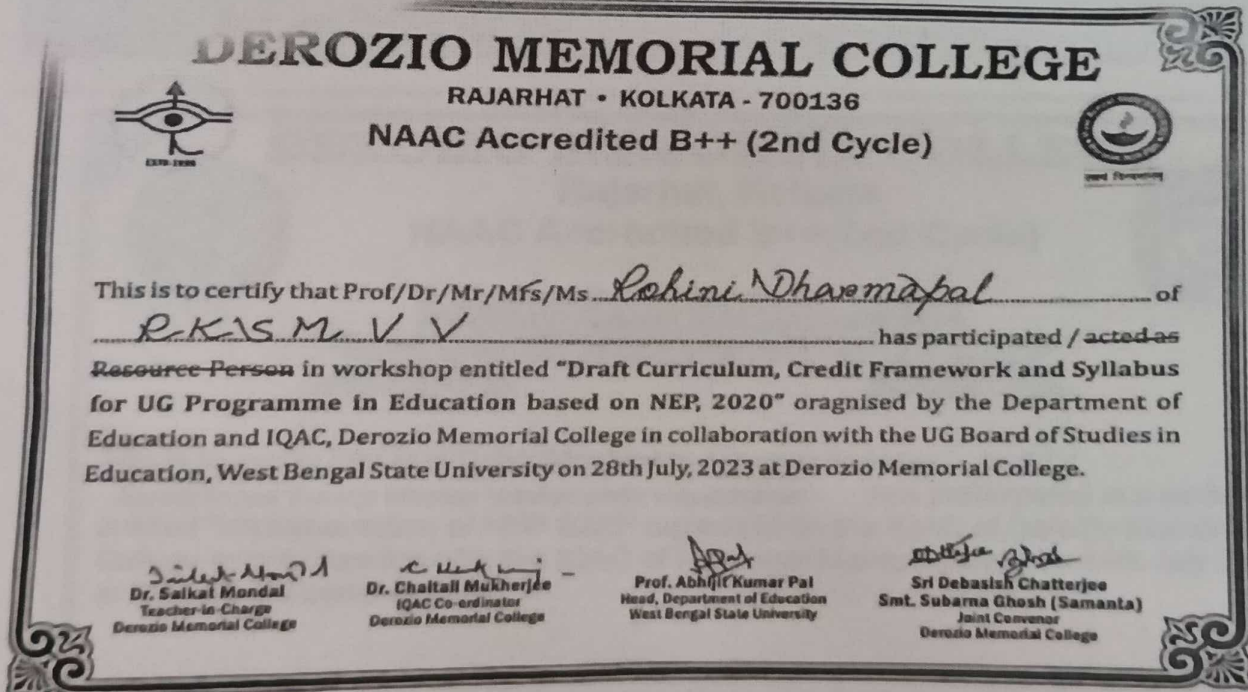 DEROZIO MEMORIAL COLLEGE
RAJARHAT • KOLKATA - 700136
NAAC Accredited B++ (2nd Cycle)
ESTD-1996
This is to certify that Prof/Dr/Mr/Mrs/Ms Rohini Dharmapal of
R K S M V V has participated / acted as
Resource Person in workshop entitled "Draft Curriculum, Credit Framework and Syllabus
for UG Programme in Education based on NEP, 2020" oragnised by the Department of
Education and IQAC, Derozio Memorial College in collaboration with the UG Board of Studies in
Education, West Bengal State University on 28th July, 2023 at Derozio Memorial College.
Dr. Saikat Mondal
Teacher-in-Charge
Derozio Memorial College
Dr. Chaitali Mukherjee
IQAC Co-ordinator
Derozio Memorial College
Prof. Abhijit Kumar Pal
Head, Department of Education
West Bengal State University
Sri Debasish Chatterjee
Smt. Subarna Ghosh (Samanta)
Joint Convenor
Derozio Memorial College